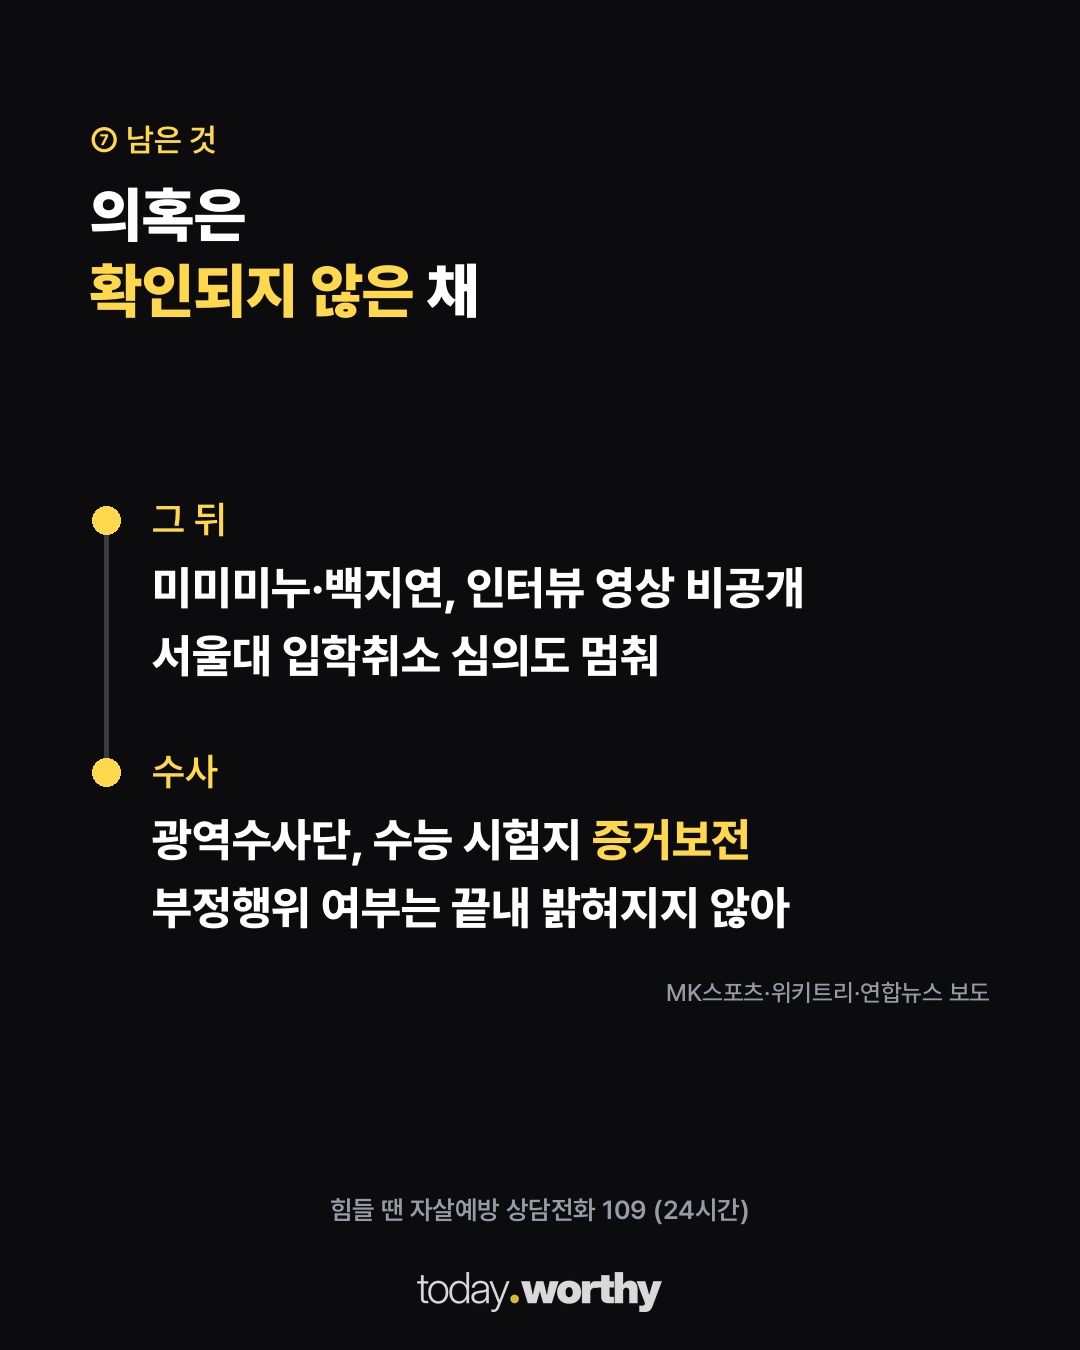 ⑦ 남은 것
의혹은
확인되지 않은 채
그 뒤
미미미누·백지연, 인터뷰 영상 비공개
서울대 입학취소 심의도 멈춰
수사
광역수사단, 수능 시험지 증거보전
부정행위 여부는 끝내 밝혀지지 않아
MK스포츠·위키트리·연합뉴스 보도
힘들 땐 자살예방 상담전화 109 (24시간)
today.worthy